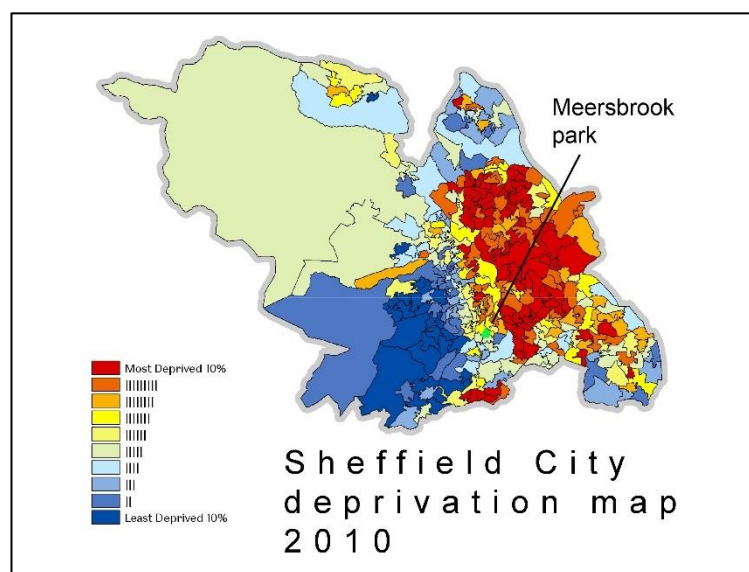 Meersbrook
park
Most Deprived 10%
|||||||||
||||||||
|||||||
||||||
|||||
||||
|||
||
Least Deprived 10%
Sheffield City
deprivation map
2010